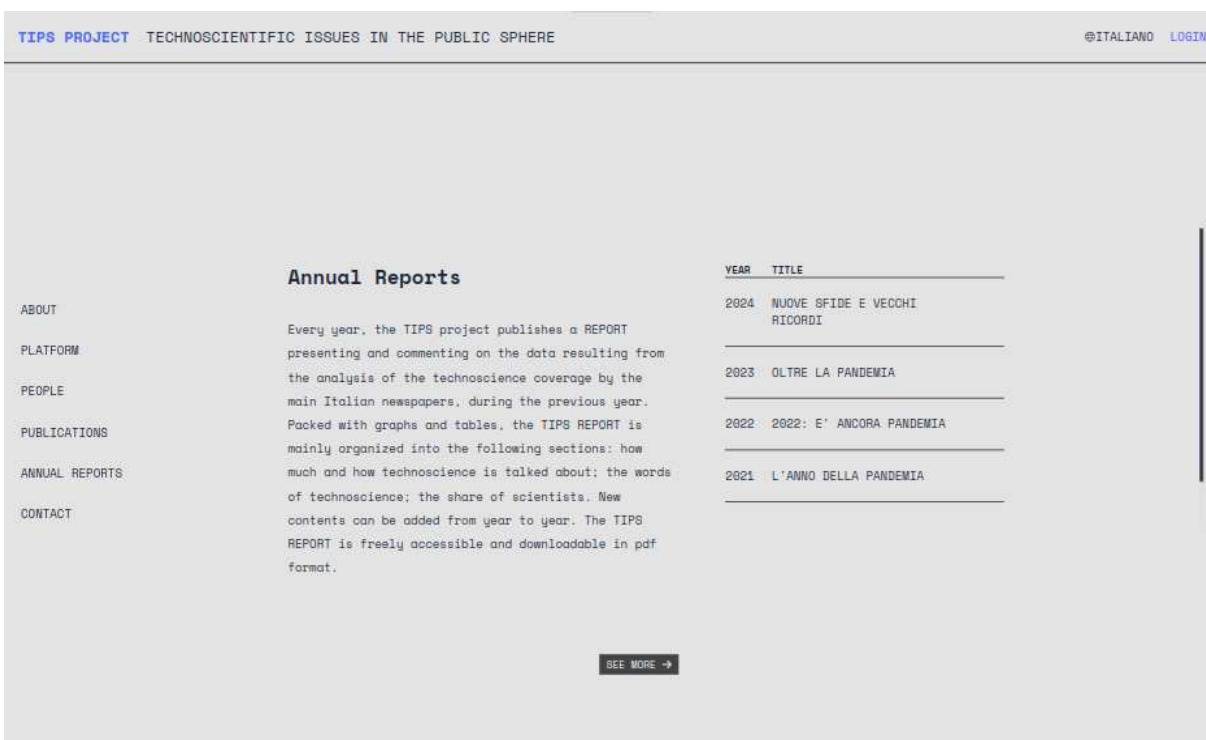 TIPS PROJECT TECHNOSCIENTIFIC ISSUES IN THE PUBLIC SPHERE
ITALIANO LOGIN
ABOUT
PLATFORM
PEOPLE
PUBLICATIONS
ANNUAL REPORTS
CONTACT
Annual Reports
Every year, the TIPS project publishes a REPORT
presenting and commenting on the data resulting from
the analysis of the technoscience coverage by the
main Italian newspapers, during the previous year.
Packed with graphs and tables, the TIPS REPORT is
mainly organized into the following sections: how
much and how technoscience is talked about; the words
of technoscience; the share of scientists. New
contents can be added from year to year. The TIPS
REPORT is freely accessible and downloadable in pdf
format.
SEE MORE →
YEAR TITLE
2024 NUOVE SFIDE E VECCHI
RICORDI
2023 OLTRE LA PANDEMIA
2022 2022: E' ANCORA PANDEMIA
2021 L'ANNO DELLA PANDEMIA